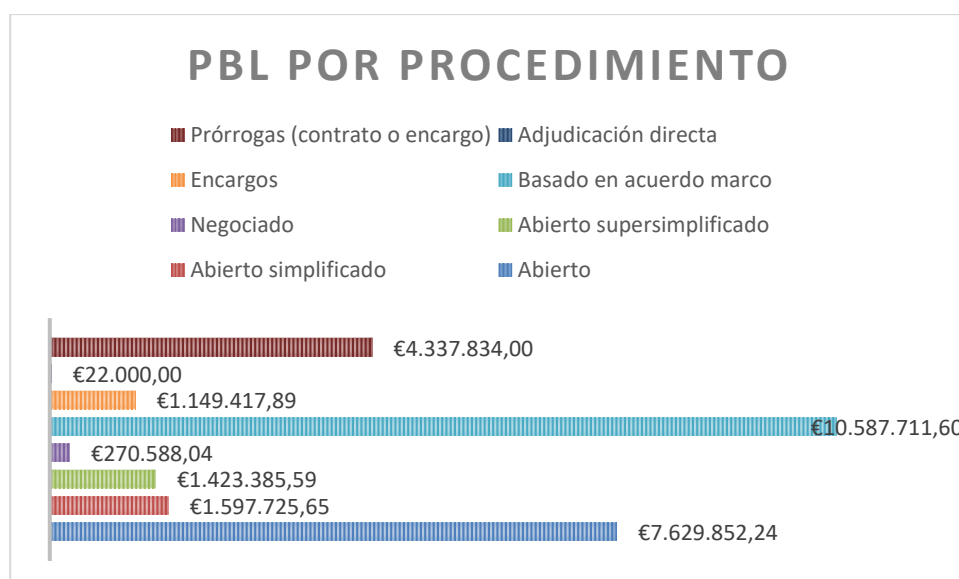 PBL POR PROCEDIMIENTO
Prórrogas (contrato o encargo) Adjudicación directa
Encargos Basado en acuerdo marco
Negociado Abierto supersimplificado
Abierto simplificado Abierto
€4.337.834,00
€22.000,00
€1.149.417,89
€10.587.711,60
€270.588,04
€1.423.385,59
€1.597.725,65
€7.629.852,24